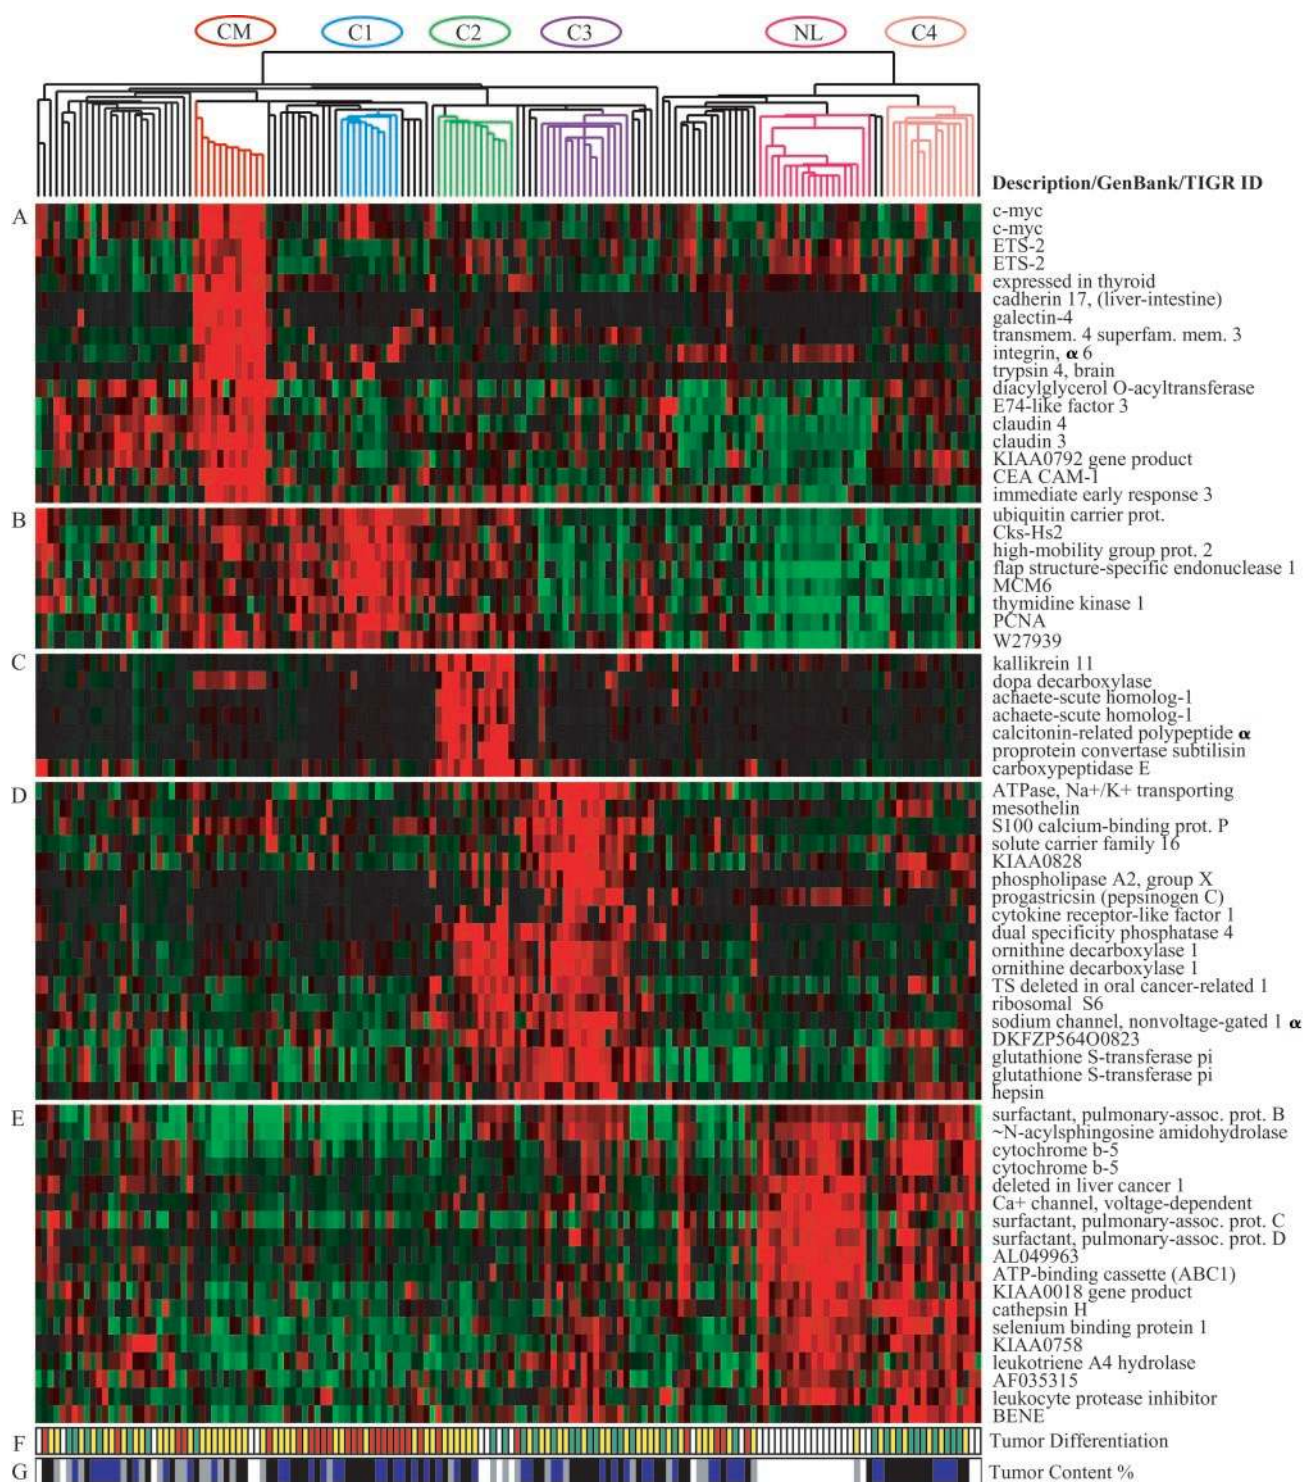 CM C1 C2 C3 NL C4
Description/GenBank/TIGR ID
A
c-myc
c-myc
ETS-2
ETS-2
expressed in thyroid
cadherin 17, (liver-intestine)
galectin-4
transmem. 4 superfam. mem. 3
integrin, α 6
trypsin 4, brain
diacylglycerol O-acyltransferase
E74-like factor 3
claudin 4
claudin 3
KIAA0792 gene product
CEA CAM-1
immediate early response 3
B
ubiquitin carrier prot.
Cks-Hs2
high-mobility group prot. 2
flap structure-specific endonuclease 1
MCM6
thymidine kinase 1
PCNA
W27939
C
kallikrein 11
dopa decarboxylase
achaete-scute homolog-1
achaete-scute homolog-1
calcitonin-related polypeptide α
proprotein convertase subtilisin
carboxypeptidase E
D
ATPase, Na+/K+ transporting
mesothelin
S100 calcium-binding prot. P
solute carrier family 16
KIAA0828
phospholipase A2, group X
progastricsin (pepsinogen C)
cytokine receptor-like factor 1
dual specificity phosphatase 4
ornithine decarboxylase 1
ornithine decarboxylase 1
TS deleted in oral cancer-related 1
ribosomal S6
sodium channel, nonvoltage-gated 1 α
DKFZP564O0823
glutathione S-transferase pi
glutathione S-transferase pi
hepsin
E
surfactant, pulmonary-assoc. prot. B
~N-acylsphingosine amidohydrolase
cytochrome b-5
cytochrome b-5
deleted in liver cancer 1
Ca+ channel, voltage-dependent
surfactant, pulmonary-assoc. prot. C
surfactant, pulmonary-assoc. prot. D
AL049963
ATP-binding cassette (ABC1)
KIAA0018 gene product
cathepsin H
selenium binding protein 1
KIAA0758
leukotriene A4 hydrolase
AF035315
leukocyte protease inhibitor
BENE
F Tumor Differentiation
G Tumor Content %